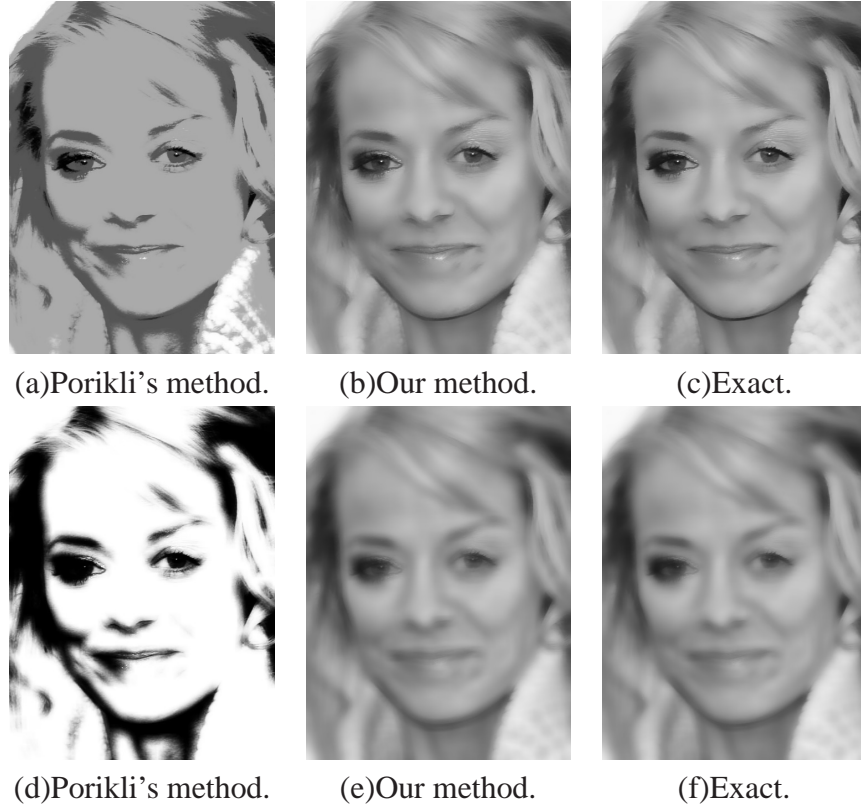 (a)Porikli’s method.
(b)Our method.
(c)Exact.
(d)Porikli’s method.
(e)Our method.
(f)Exact.